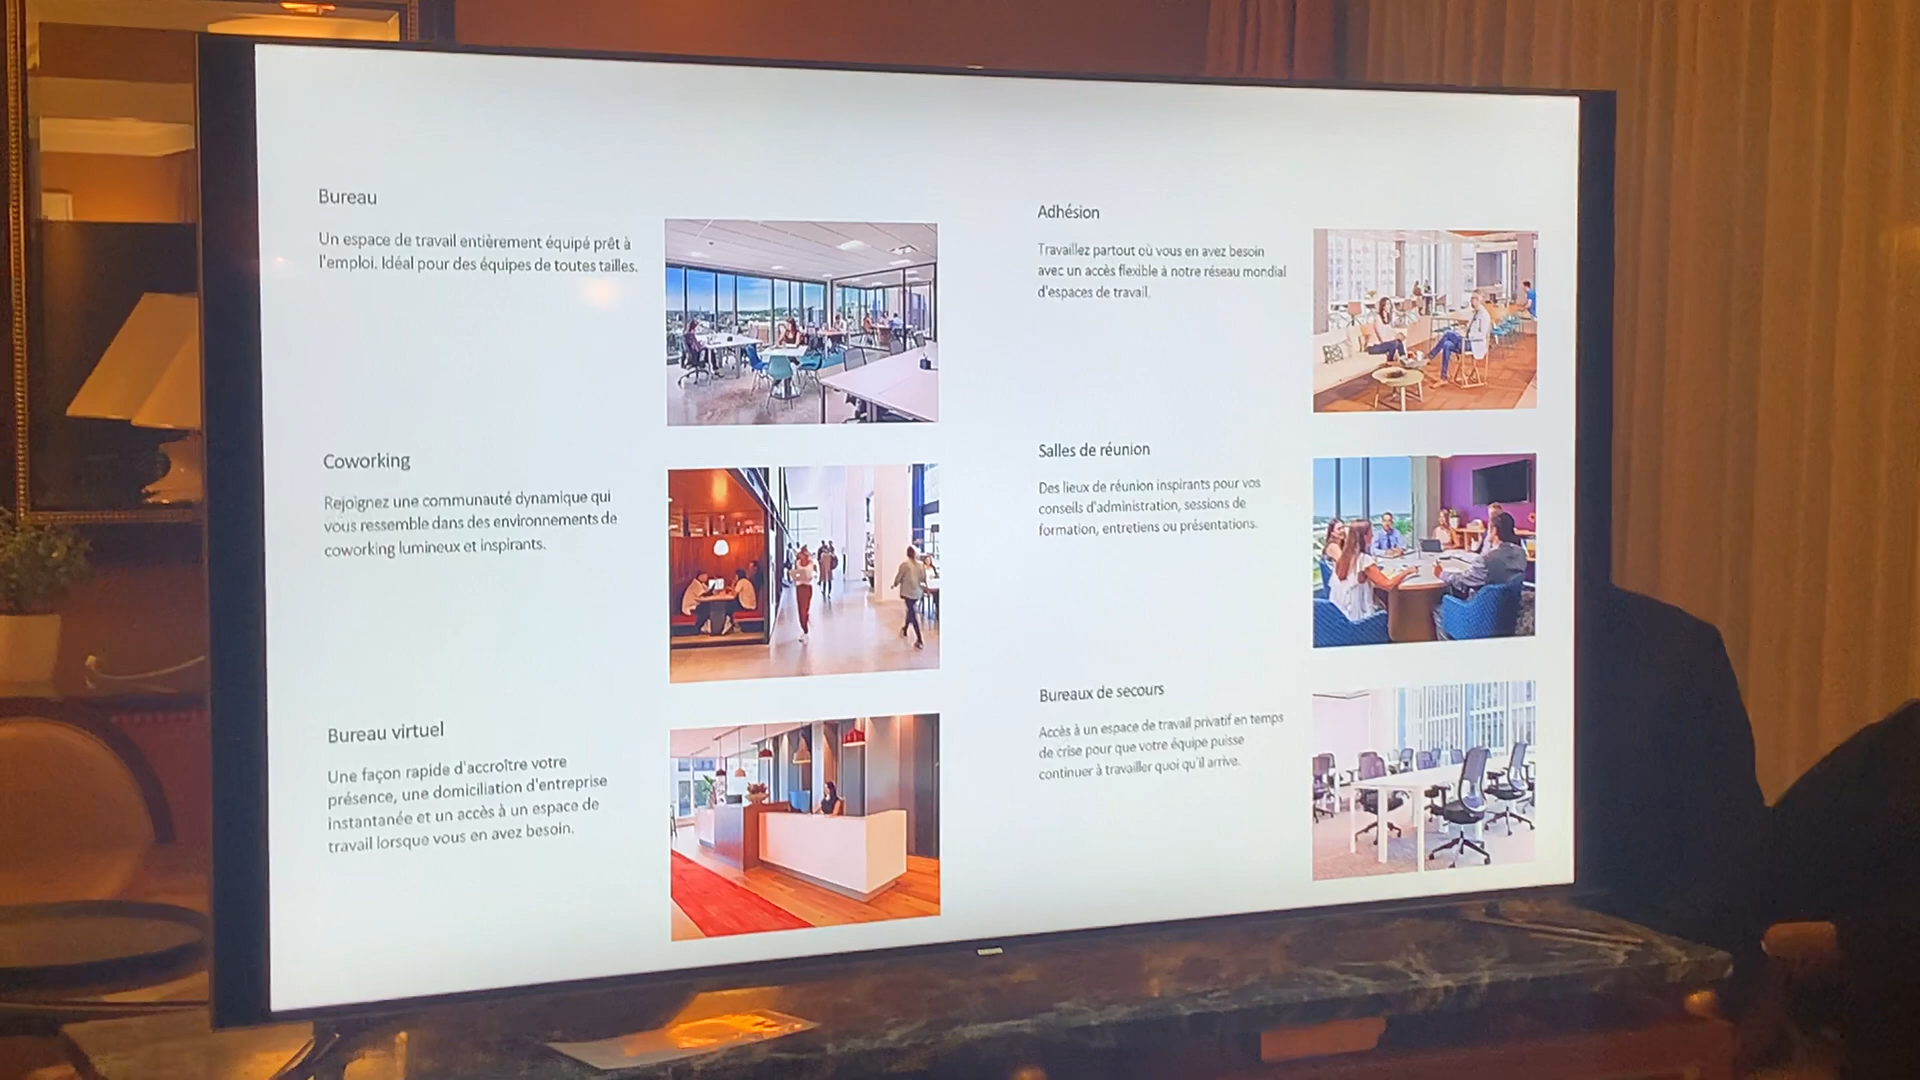 Bureau
Un espace de travail entièrement équipé prêt à
l'emploi. Idéal pour des équipes de toutes tailles.
Coworking
Rejoignez une communauté dynamique qui
vous ressemble dans des environnements de
coworking lumineux et inspirants.
Bureau virtuel
Une façon rapide d'accroître votre
présence, une domiciliation d'entreprise
instantanée et un accès à un espace de
travail lorsque vous en avez besoin.
Adhésion
Travaillez partout où vous en avez besoin
avec un accès flexible à notre réseau mondial
d'espaces de travail.
Salles de réunion
Des lieux de réunion inspirants pour vos
conseils d'administration, sessions de
formation, entretiens ou présentations.
Bureaux de secours
Accès à un espace de travail privatif en temps
de crise pour que votre équipe puisse
continuer à travailler quoi qu'il arrive.